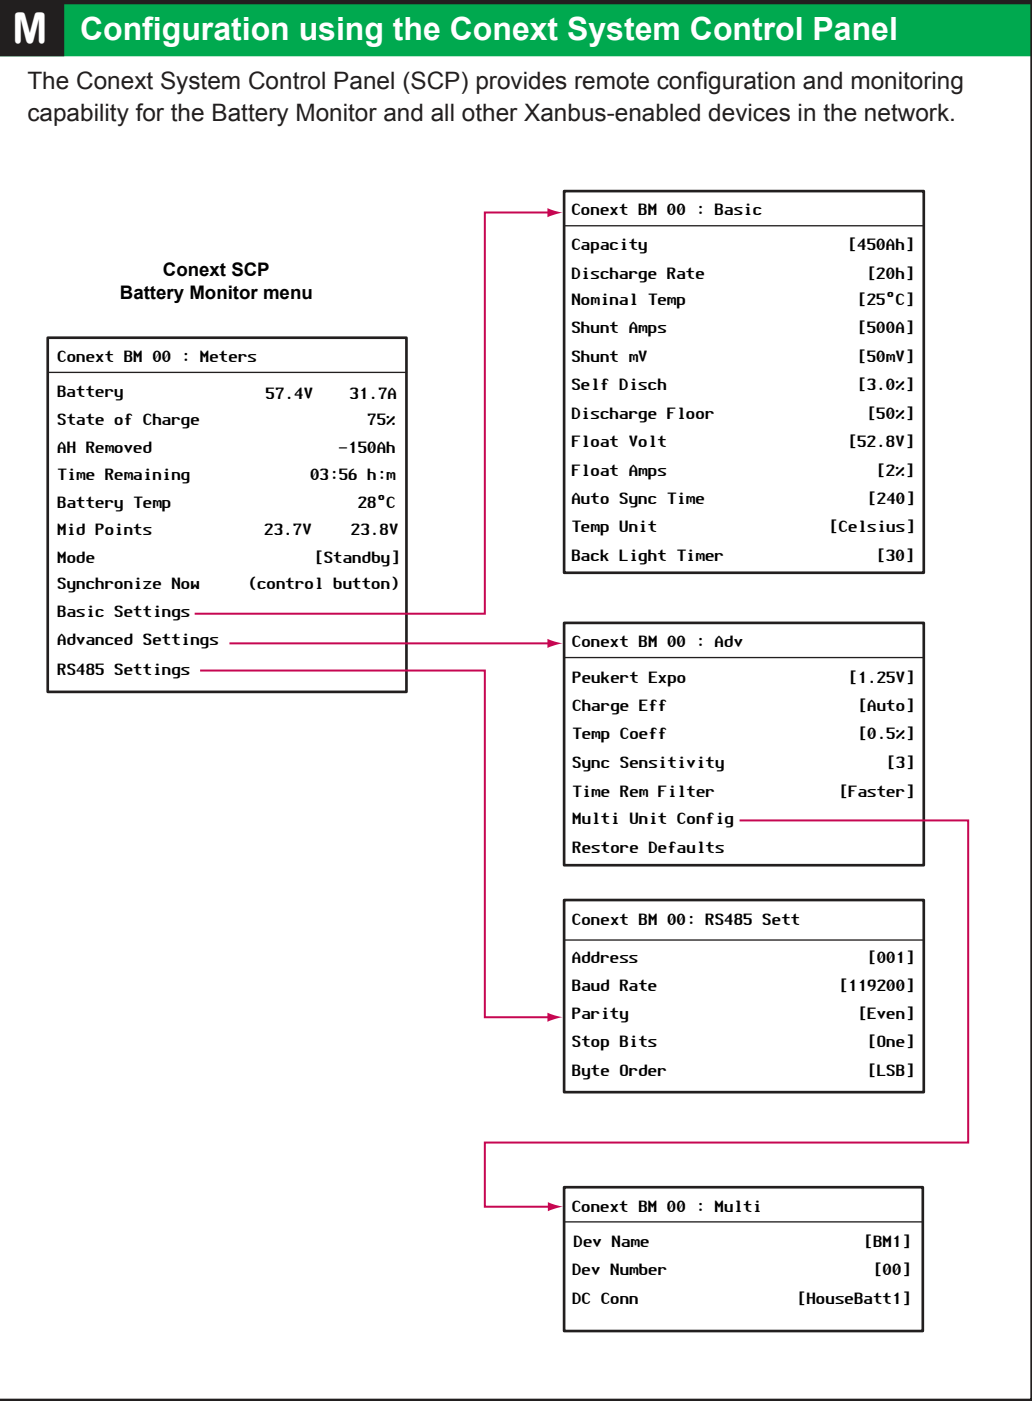 M Configuration using the Conext System Control Panel
The Conext System Control Panel (SCP) provides remote configuration and monitoring
capability for the Battery Monitor and all other Xanbus-enabled devices in the network.
Conext SCP
Battery Monitor menu
Conext BM 00 : Meters
Battery 57.4V 31.7A
State of Charge 75%
AH Removed -150Ah
Time Remaining 03:56 h:m
Battery Temp 28°C
Mid Points 23.7V 23.8V
Mode [Standby]
Synchronize Now (control button)
Basic Settings
Advanced Settings
RS485 Settings
Conext BM 00 : Basic
Capacity [450Ah]
Discharge Rate [20h]
Nominal Temp [25°C]
Shunt Amps [500A]
Shunt mV [50mV]
Self Disch [3.0%]
Discharge Floor [50%]
Float Volt [52.8V]
Float Amps [2%]
Auto Sync Time [240]
Temp Unit [Celsius]
Back Light Timer [30]
Conext BM 00 : Adv
Peukert Expo [1.25V]
Charge Eff [Auto]
Temp Coeff [0.5%]
Sync Sensitivity [3]
Time Rem Filter [Faster]
Multi Unit Config
Restore Defaults
Conext BM 00: RS485 Sett
Address [001]
Baud Rate [119200]
Parity [Even]
Stop Bits [One]
Byte Order [LSB]
Conext BM 00 : Multi
Dev Name [BM1]
Dev Number [00]
DC Conn [HouseBatt1]